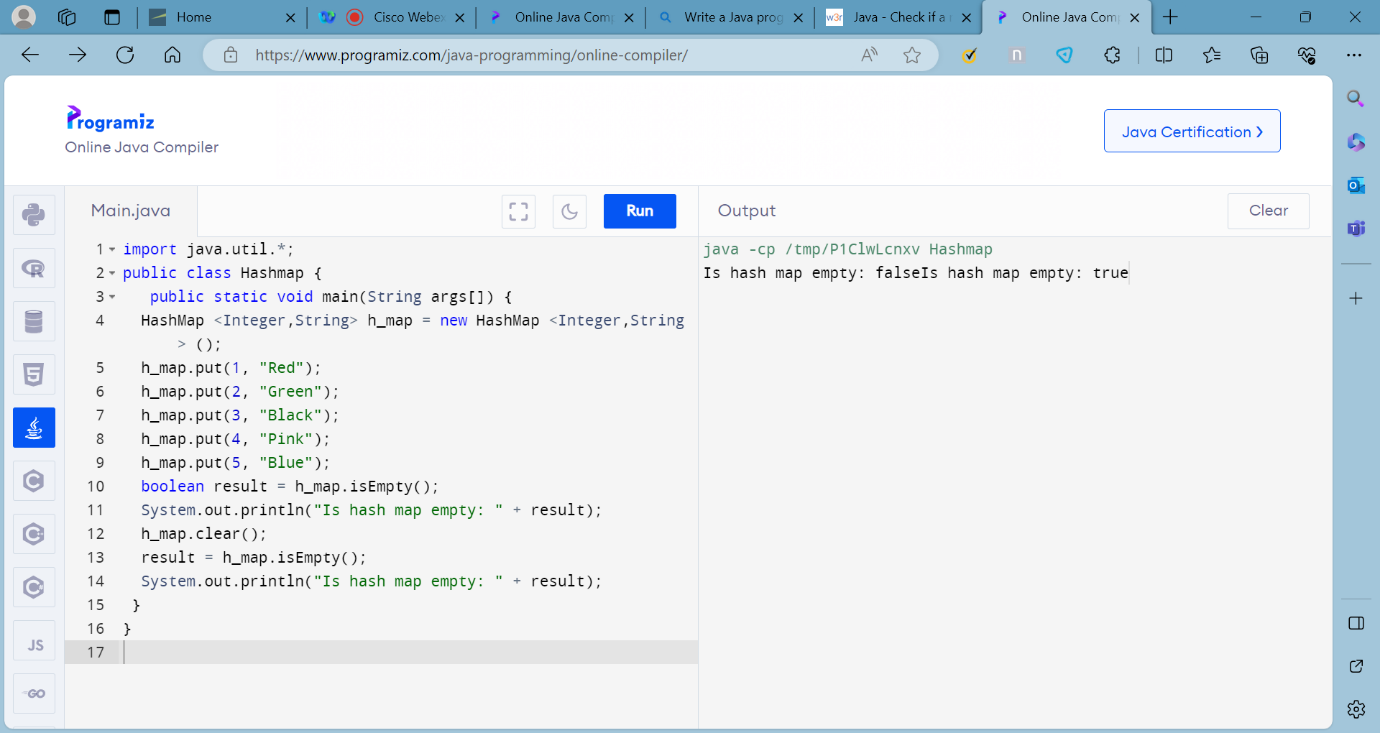 Home
Cisco Webex
Online Java Comp
Write a Java prog
w3r
Java - Check if a
Online Java Comp
https://www.programiz.com/java-programming/online-compiler/
A
n
Programiz
Online Java Compiler
Java Certification
Main.java
Run
Output
Clear
1 import java.util.*;
2 public class Hashmap {
3 public static void main(String args[]) {
4 HashMap <Integer,String> h_map = new HashMap <Integer,String
> ();
5 h_map.put(1, "Red");
6 h_map.put(2, "Green");
7 h_map.put(3, "Black");
8 h_map.put(4, "Pink");
9 h_map.put(5, "Blue");
10 boolean result = h_map.isEmpty();
11 System.out.println("Is hash map empty: " + result);
12 h_map.clear();
13 result = h_map.isEmpty();
14 System.out.println("Is hash map empty: " + result);
15 }
16 }
17
java -cp /tmp/P1ClwLcnxv Hashmap
Is hash map empty: falseIs hash map empty: true
JS
GO